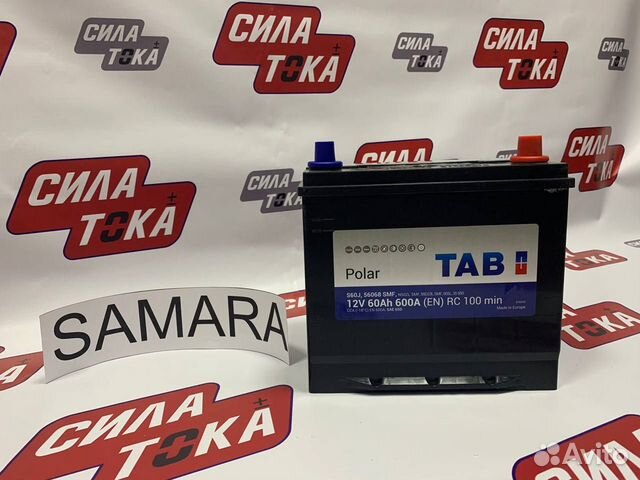 СИЛА ТОКА
СИЛА ТОКА
СИЛА ТОКА
СИЛА ТОКА
СИЛА ТОКА
СИЛА ТОКА
СИЛА ТОКА
SAMARA
Polar
TAB
S60J, 56068 SMF,
12V 60Ah 600A (EN) RC 100 min
Made in Europe
Avito